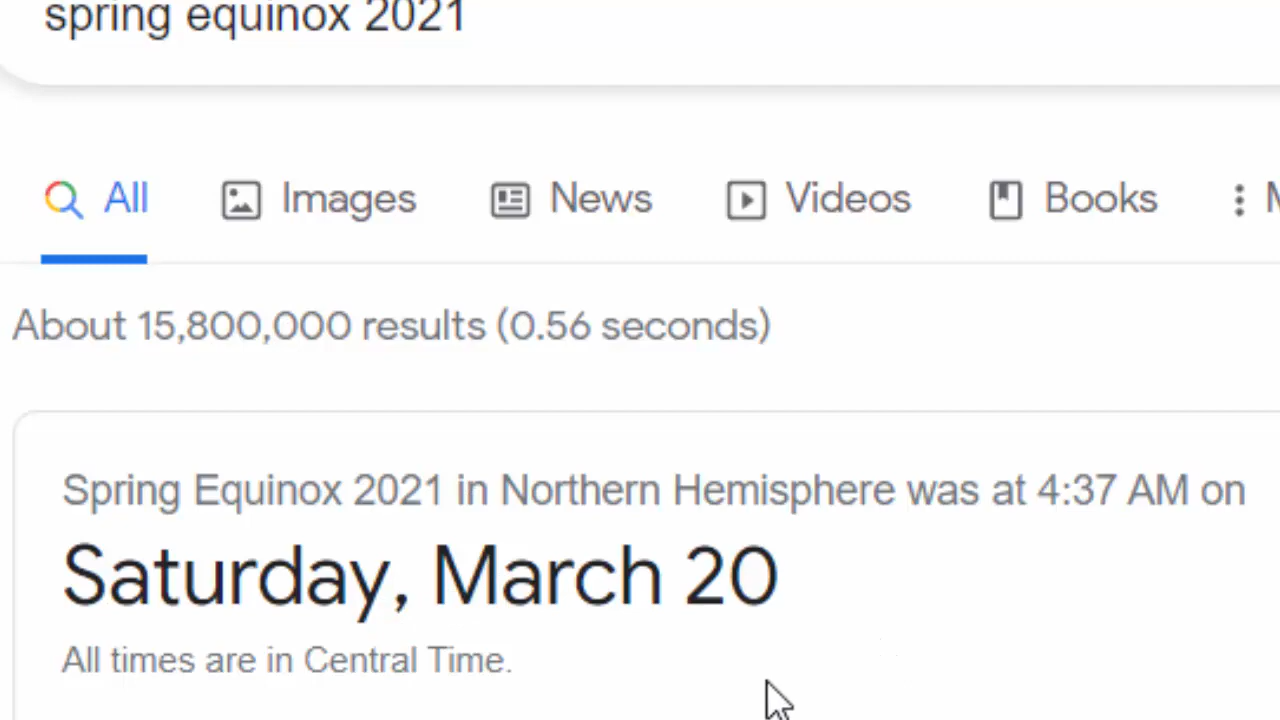 spring equinox 2021
All Images News Videos Books
About 15,800,000 results (0.56 seconds)
Spring Equinox 2021 in Northern Hemisphere was at 4:37 AM on
Saturday, March 20
All times are in Central Time.